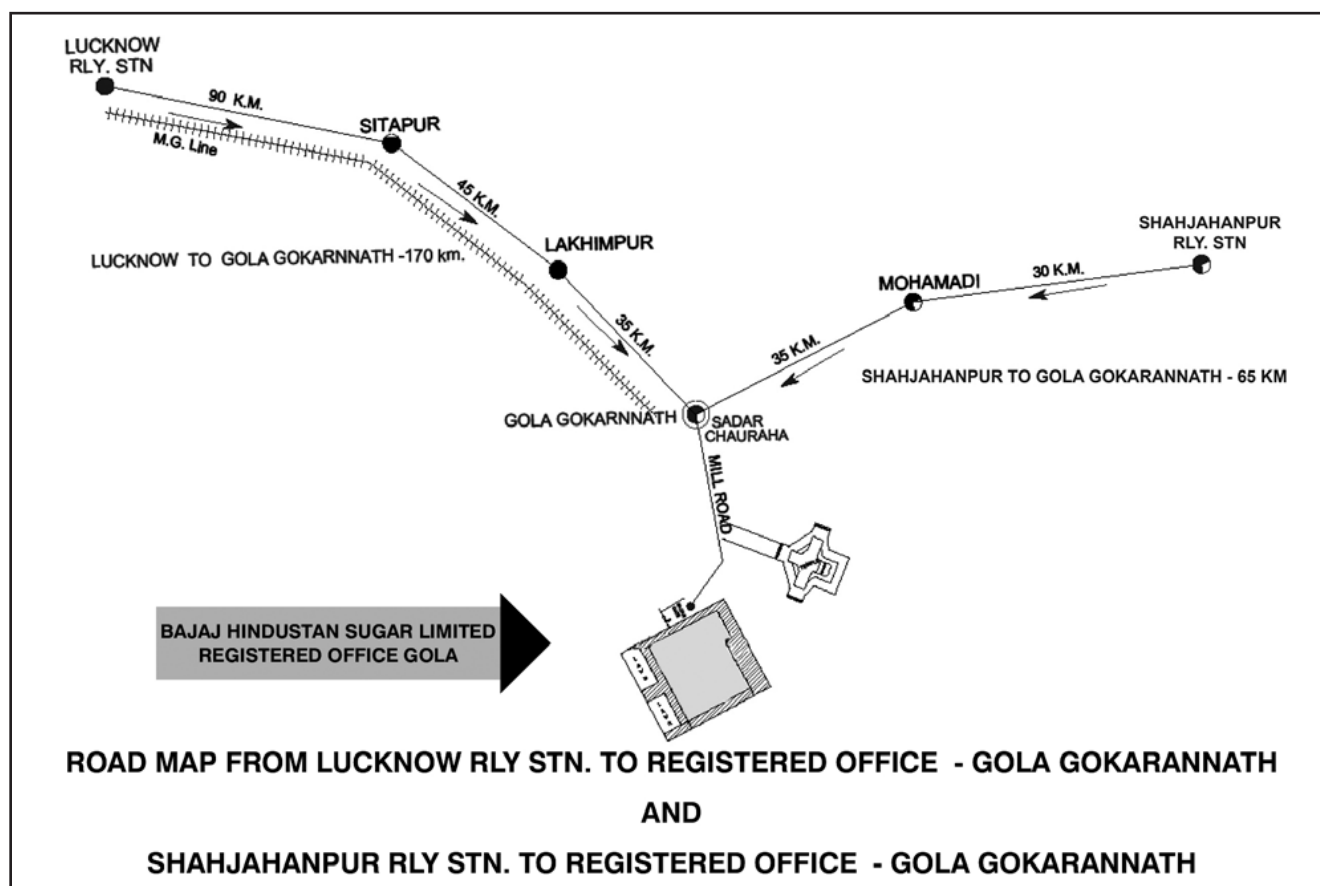 LUCKNOW
RLY. STN
90 K.M.
M.G. Line
SITAPUR
45 K.M.
LAKHIMPUR
LUCKNOW TO GOLA GOKARNNATH -170 km.
35 K.M.
SHAHJAHANPUR
RLY. STN
30 K.M.
MOHAMADI
35 K.M.
SHAHJAHANPUR TO GOLA GOKARANNATH - 65 KM
GOLA GOKARNNATH
SADAR
CHAURAHA
MILL ROAD
BAJAJ HINDUSTAN SUGAR LIMITED
REGISTERED OFFICE GOLA
ROAD MAP FROM LUCKNOW RLY STN. TO REGISTERED OFFICE - GOLA GOKARANNATH
AND
SHAHJAHANPUR RLY STN. TO REGISTERED OFFICE - GOLA GOKARANNATH